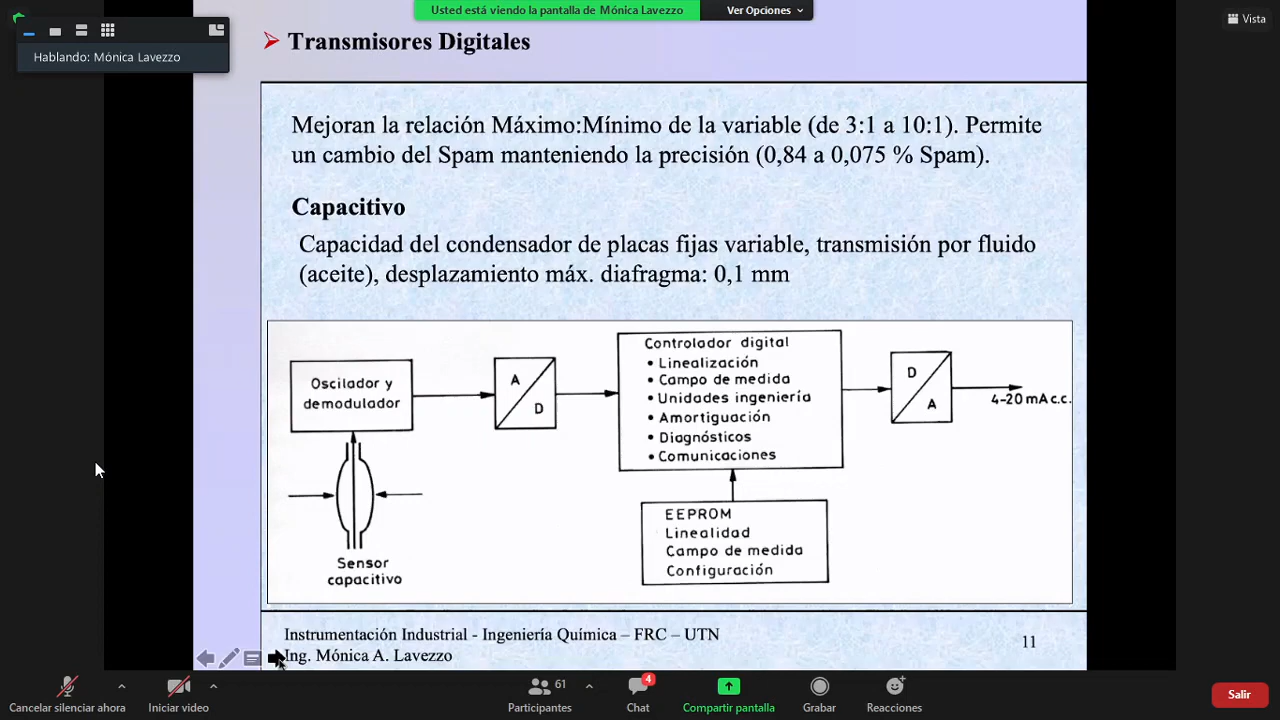 Usted está viendo la pantalla de Mónica Lavezzo
Ver Opciones
Vista
Hablando: Mónica Lavezzo
Transmisores Digitales
Mejoran la relación Máximo:Mínimo de la variable (de 3:1 a 10:1). Permite
un cambio del Spam manteniendo la precisión (0,84 a 0,075 % Spam).
Capacitivo
Capacidad del condensador de placas fijas variable, transmisión por fluido
(aceite), desplazamiento máx. diafragma: 0,1 mm
Oscilador y
demodulador
A
D
Controlador digital
• Linealización
• Campo de medida
• Unidades ingeniería
• Amortiguación
• Diagnósticos
• Comunicaciones
D
A
4-20 mA c.c.
Sensor
capacitivo
EEPROM
Linealidad
Campo de medida
Configuración
Instrumentación Industrial - Ingeniería Química – FRC – UTN
Ing. Mónica A. Lavezzo
11
Cancelar silenciar ahora
Iniciar video
61
Participantes
4
Chat
Compartir pantalla
Grabar
Reacciones
Salir